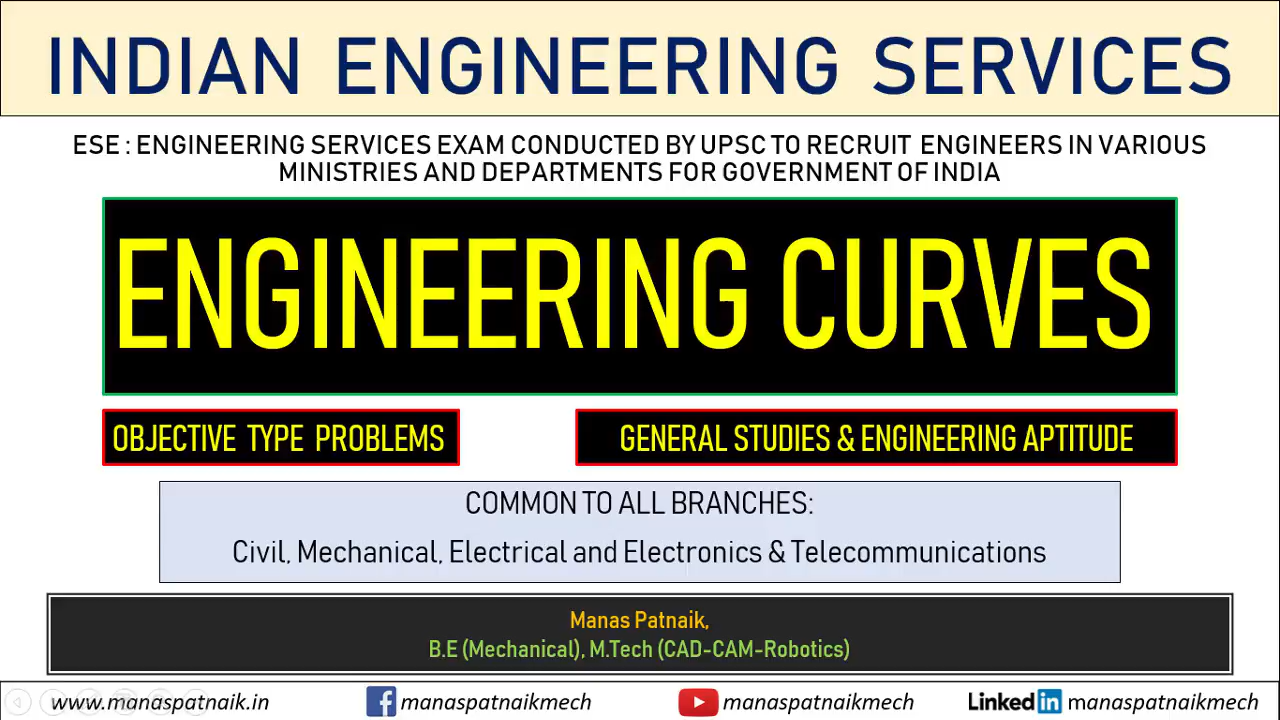 INDIAN ENGINEERING SERVICES
ESE : ENGINEERING SERVICES EXAM CONDUCTED BY UPSC TO RECRUIT ENGINEERS IN VARIOUS
MINISTRIES AND DEPARTMENTS FOR GOVERNMENT OF INDIA
ENGINEERING CURVES
OBJECTIVE TYPE PROBLEMS
GENERAL STUDIES & ENGINEERING APTITUDE
COMMON TO ALL BRANCHES:
Civil, Mechanical, Electrical and Electronics & Telecommunications
Manas Patnaik,
B.E (Mechanical), M.Tech (CAD-CAM-Robotics)
www.manaspatnaik.in f manaspatnaikmech manaspatnaikmech Linked in manaspatnaikmech